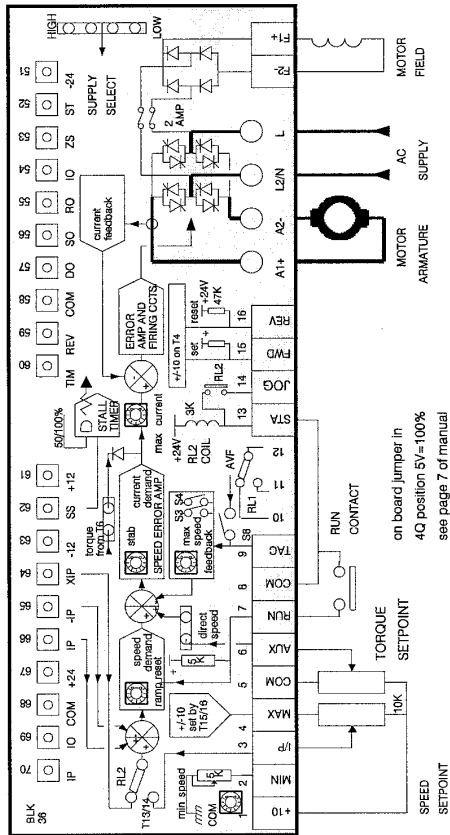 HIGH
LOW
SUPPLY
SELECT
51
52
53
54
55
56
57
58
59
60
61
62
63
64
65
66
67
68
69
70
-24
ST
ZS
IO
RO
SO
DO
COM
REV
TIM
+12
SS
-12
XIP
-IP
IP
+24
COM
IO
IP
BLK
36
2
AMP
current
feedback
ERROR
AMP AND
FIRING CCTS
50/100%
STALL
TIMER
max
current
torque
from T6
current
demand
SPEED ERROR AMP
stab
S3 S4
max
speed
feedback
AVF
S8
RL1
direct
speed
5
K
speed
demand
ramp reset
RL2
T13/14
+/-10
set by
T15/16
min speed
5
K
COM
+/-10 on T4
reset
+24V
47K
set
+
3K
+24V
RL2
COIL
RL2
F1+
F2-
L
L2/N
A2-
A1+
16
REV
15
FWD
14
JOG
13
STA
12
11
10
9
TAC
8
COM
7
RUN
6
AUX
5
COM
4
MAX
3
I/P
2
MIN
1
+10
MOTOR
FIELD
AC
SUPPLY
MOTOR
ARMATURE
on board jumper in
4Q position 5V=100%
see page 7 of manual
RUN
CONTACT
TORQUE
SETPOINT
10K
SPEED
SETPOINT